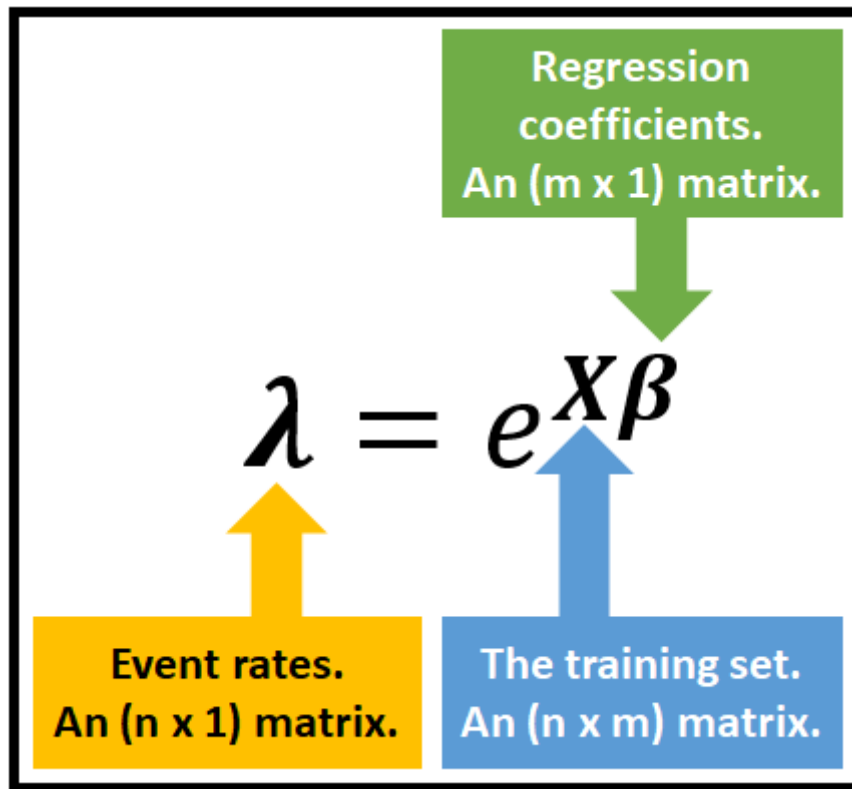 Regression
coefficients.
An (m x 1) matrix.
λ = e^{Xβ}
Event rates.
An (n x 1) matrix.
The training set.
An (n x m) matrix.